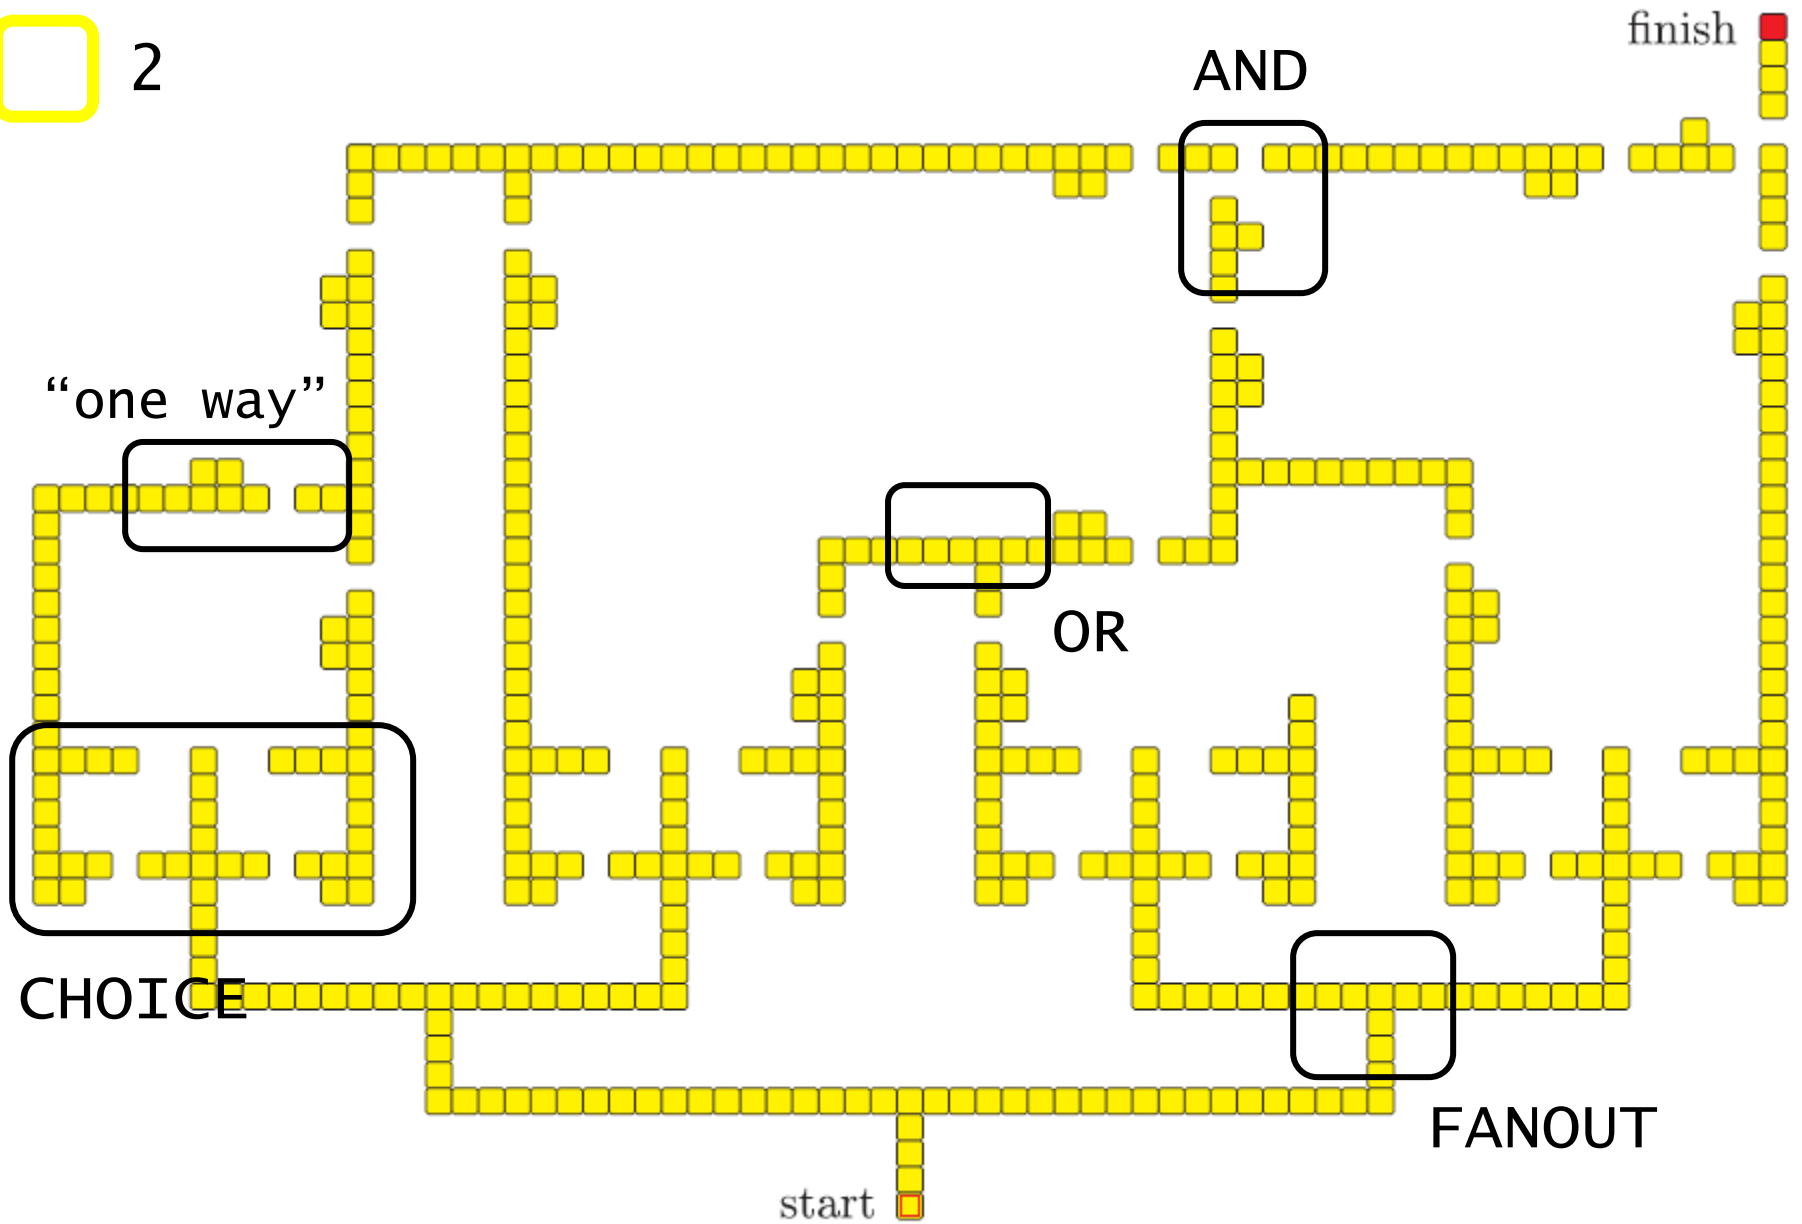 finish
2
AND
“one way”
OR
CHOICE
FANOUT
start